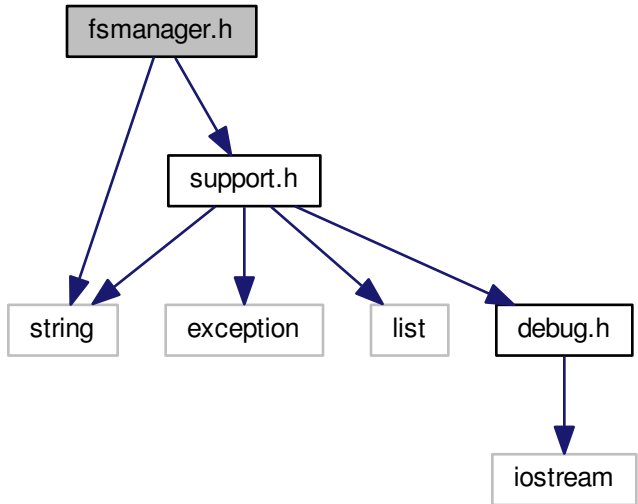 fsmanager.h
support.h
string
exception
list
debug.h
iostream